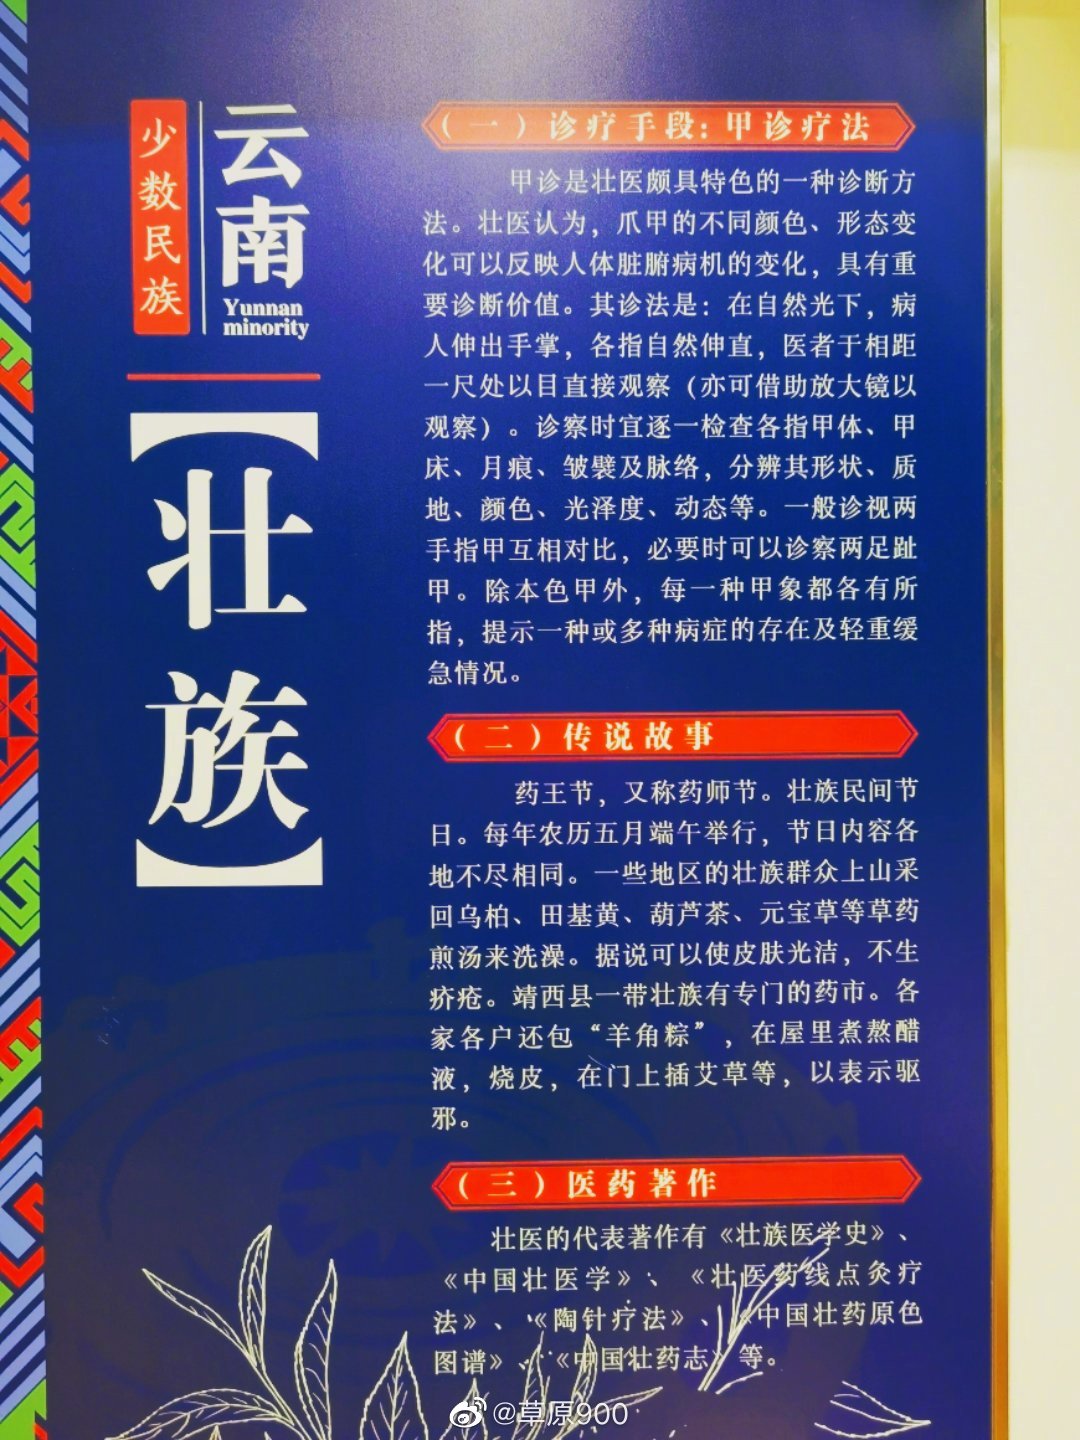 云南
少数民族
Yunnan
minority
【壮族】
（一）诊疗手段：甲诊疗法
甲诊是壮医颇具特色的一种诊断方
法。壮医认为，爪甲的不同颜色、形态变
化可以反映人体脏腑病机的变化，具有重
要诊断价值。其诊法是：在自然光下，病
人伸出手掌，各指自然伸直，医者于相距
一尺处以目直接观察（亦可借助放大镜以
观察）。诊察时宜逐一检查各指甲体、甲
床、月痕、皱襞及脉络，分辨其形状、质
地、颜色、光泽度、动态等。一般诊视两
手指甲互相对比，必要时可以诊察两足趾
甲。除本色甲外，每一种甲象都各有所
指，提示一种或多种病症的存在及轻重缓
急情况。
（二）传说故事
药王节，又称药师节。壮族民间节
日。每年农历五月端午举行，节日内容各
地不尽相同。一些地区的壮族群众上山采
回乌桕、田基黄、葫芦茶、元宝草等草药
煎汤来洗澡。据说可以使皮肤光洁，不生
疥疮。靖西县一带壮族有专门的药市。各
家各户还包“羊角粽”，在屋里煮熬醋
液，烧皮，在门上插艾草等，以表示驱
邪。
（三）医药著作
壮医的代表著作有《壮族医学史》、
《中国壮医学》、《壮医药线点灸疗
法》、《陶针疗法》、《中国壮药原色
图谱》、《中国壮药志》等。
@草原900